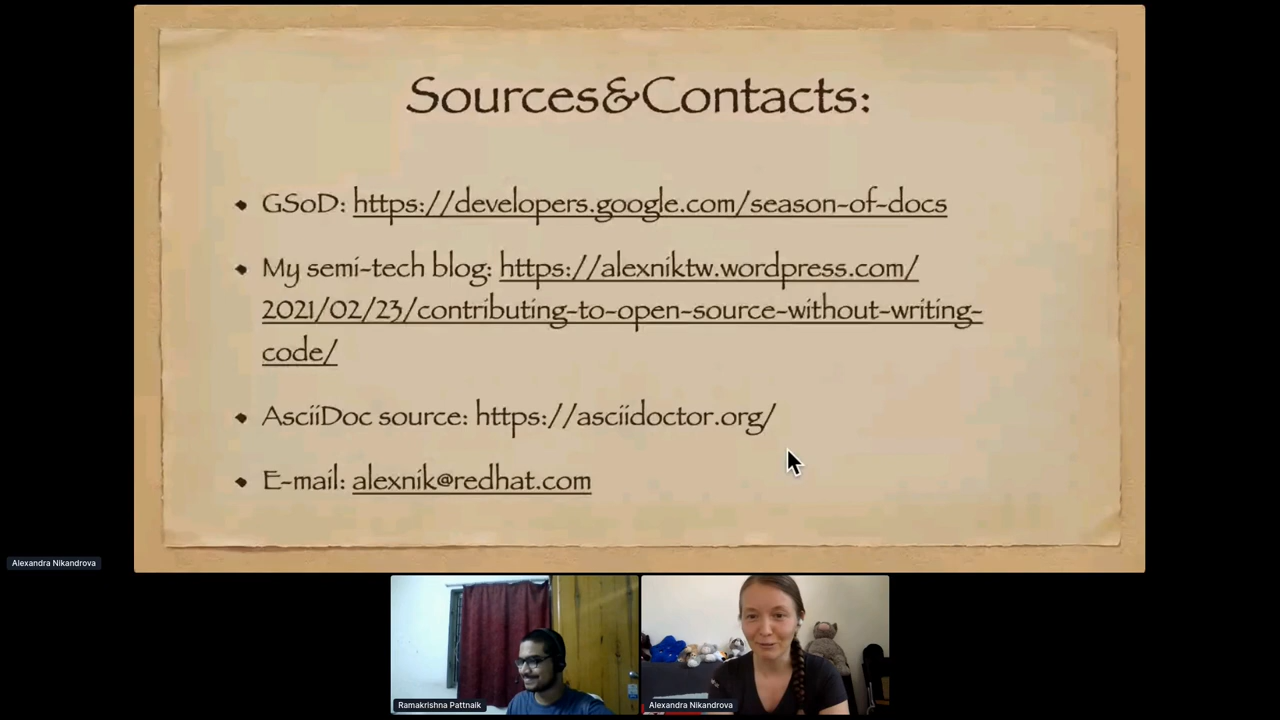 Sources&Contacts:
GSoD: https://developers.google.com/season-of-docs
My semi-tech blog: https://alexniktw.wordpress.com/
2021/02/23/contributing-to-open-source-without-writing-
code/
AsciiDoc source: https://asciidoctor.org/
E-mail: alexnik@redhat.com
Alexandra Nikandrova
Ramakrishna Pattnaik
Alexandra Nikandrova